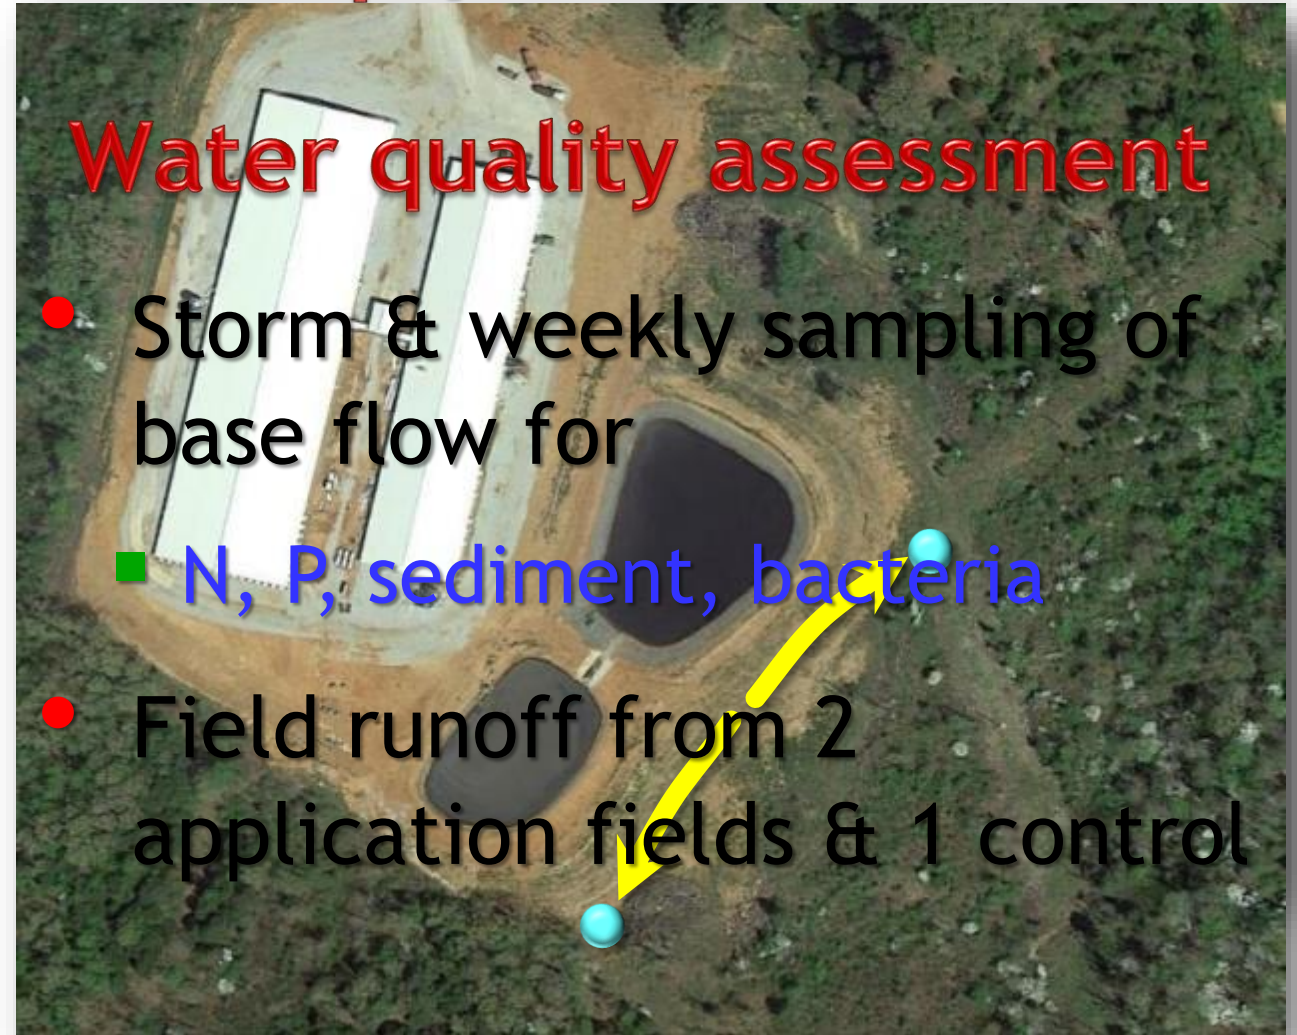 Water quality assessment
Storm & weekly sampling of
base flow for
N, P, sediment, bacteria
Field runoff from 2
application fields & 1 control